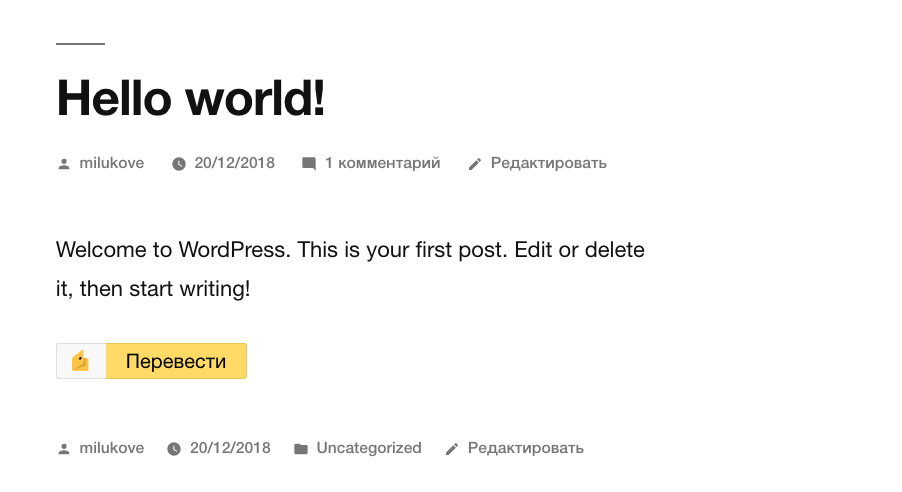 Hello world!
milukove 20/12/2018 1 комментарий Редактировать
Welcome to WordPress. This is your first post. Edit or delete
it, then start writing!
Перевести
milukove 20/12/2018 Uncategorized Редактировать